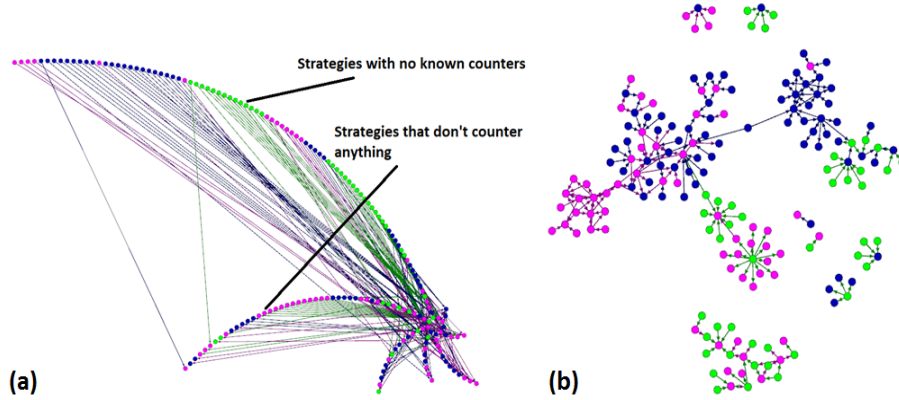 Strategies with no known counters
Strategies that don't counter
anything
(a)
(b)